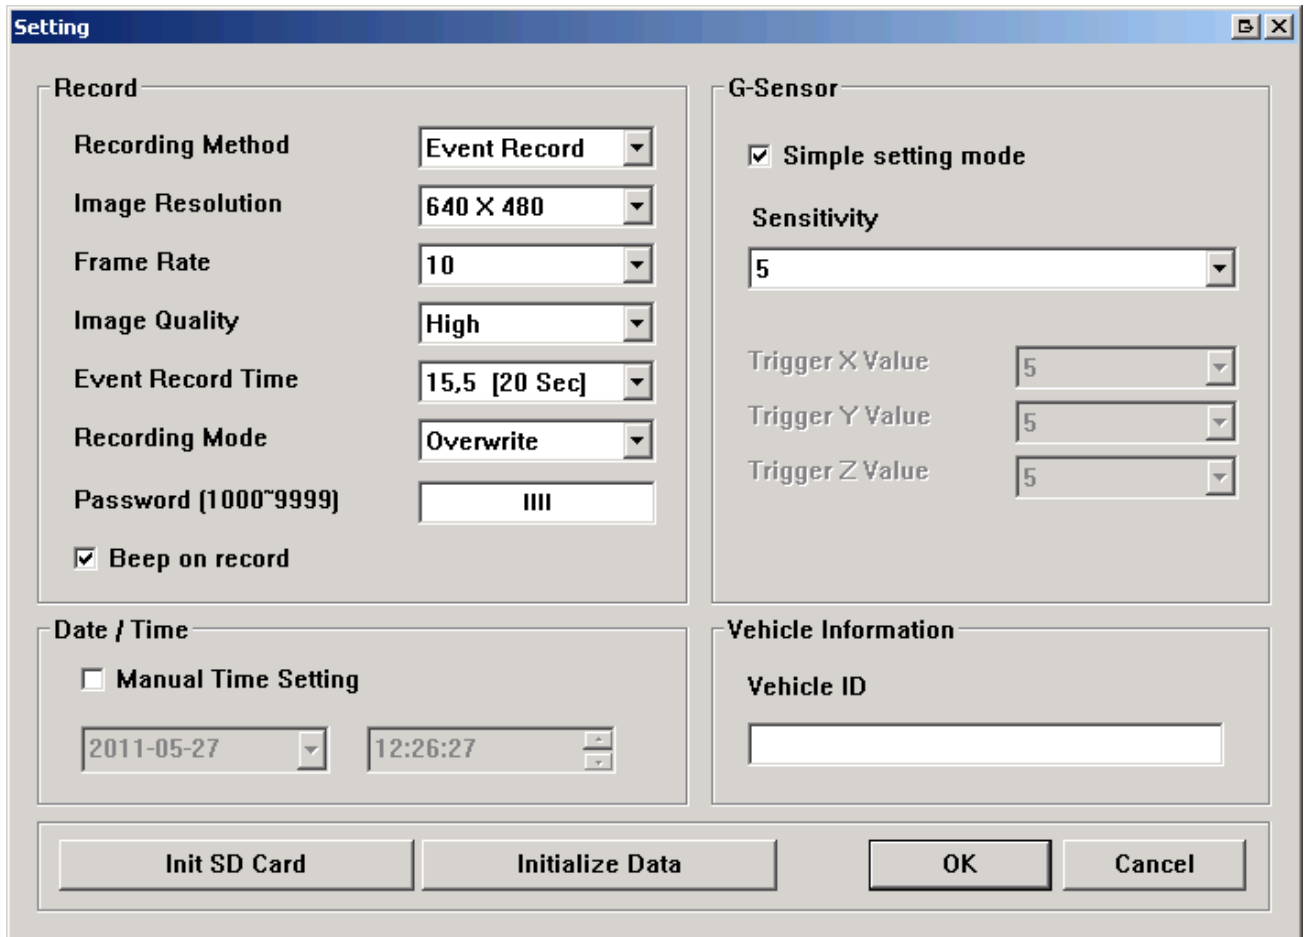 Setting
Record
Recording Method Event Record
Image Resolution 640 X 480
Frame Rate 10
Image Quality High
Event Record Time 15,5 [20 Sec]
Recording Mode Overwrite
Password (1000~9999) IIII
Beep on record
G-Sensor
Simple setting mode
Sensitivity
5
Trigger X Value 5
Trigger Y Value 5
Trigger Z Value 5
Date / Time
Manual Time Setting
2011-05-27 12:26:27
Vehicle Information
Vehicle ID
Init SD Card Initialize Data OK Cancel